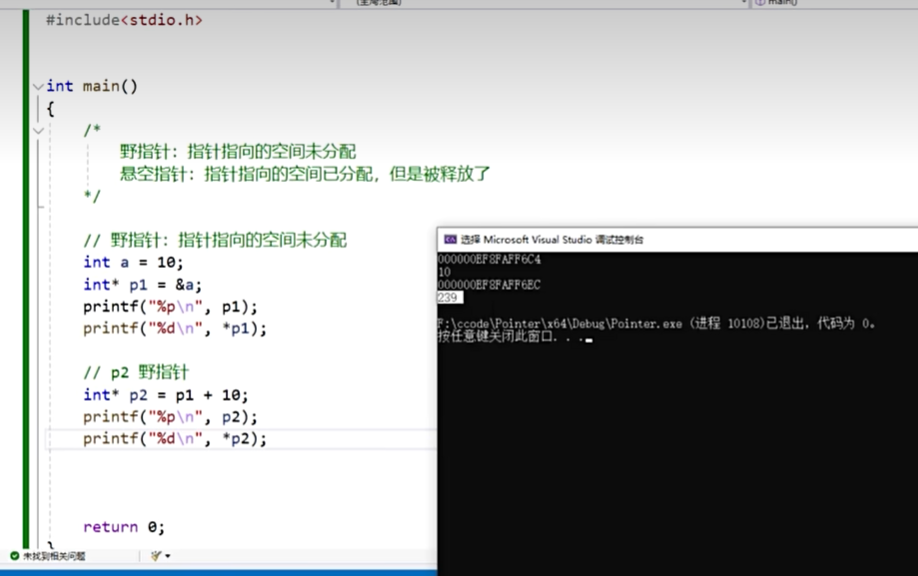 (全局范围)
main()
#include<stdio.h>
int main()
{
/*
野指针：指针指向的空间未分配
悬空指针：指针指向的空间已分配，但是被释放了
*/
// 野指针：指针指向的空间未分配
int a = 10;
int* p1 = &a;
printf("%p\n", p1);
printf("%d\n", *p1);
// p2 野指针
int* p2 = p1 + 10;
printf("%p\n", p2);
printf("%d\n", *p2);
return 0;
}
未找到相关问题
选择 Microsoft Visual Studio 调试控制台
000000EF8FAFF6C4
10
000000EF8FAFF6EC
239
F:\ccode\Pointer\x64\Debug\Pointer.exe (进程 10108)已退出，代码为 0。
按任意键关闭此窗口. . .